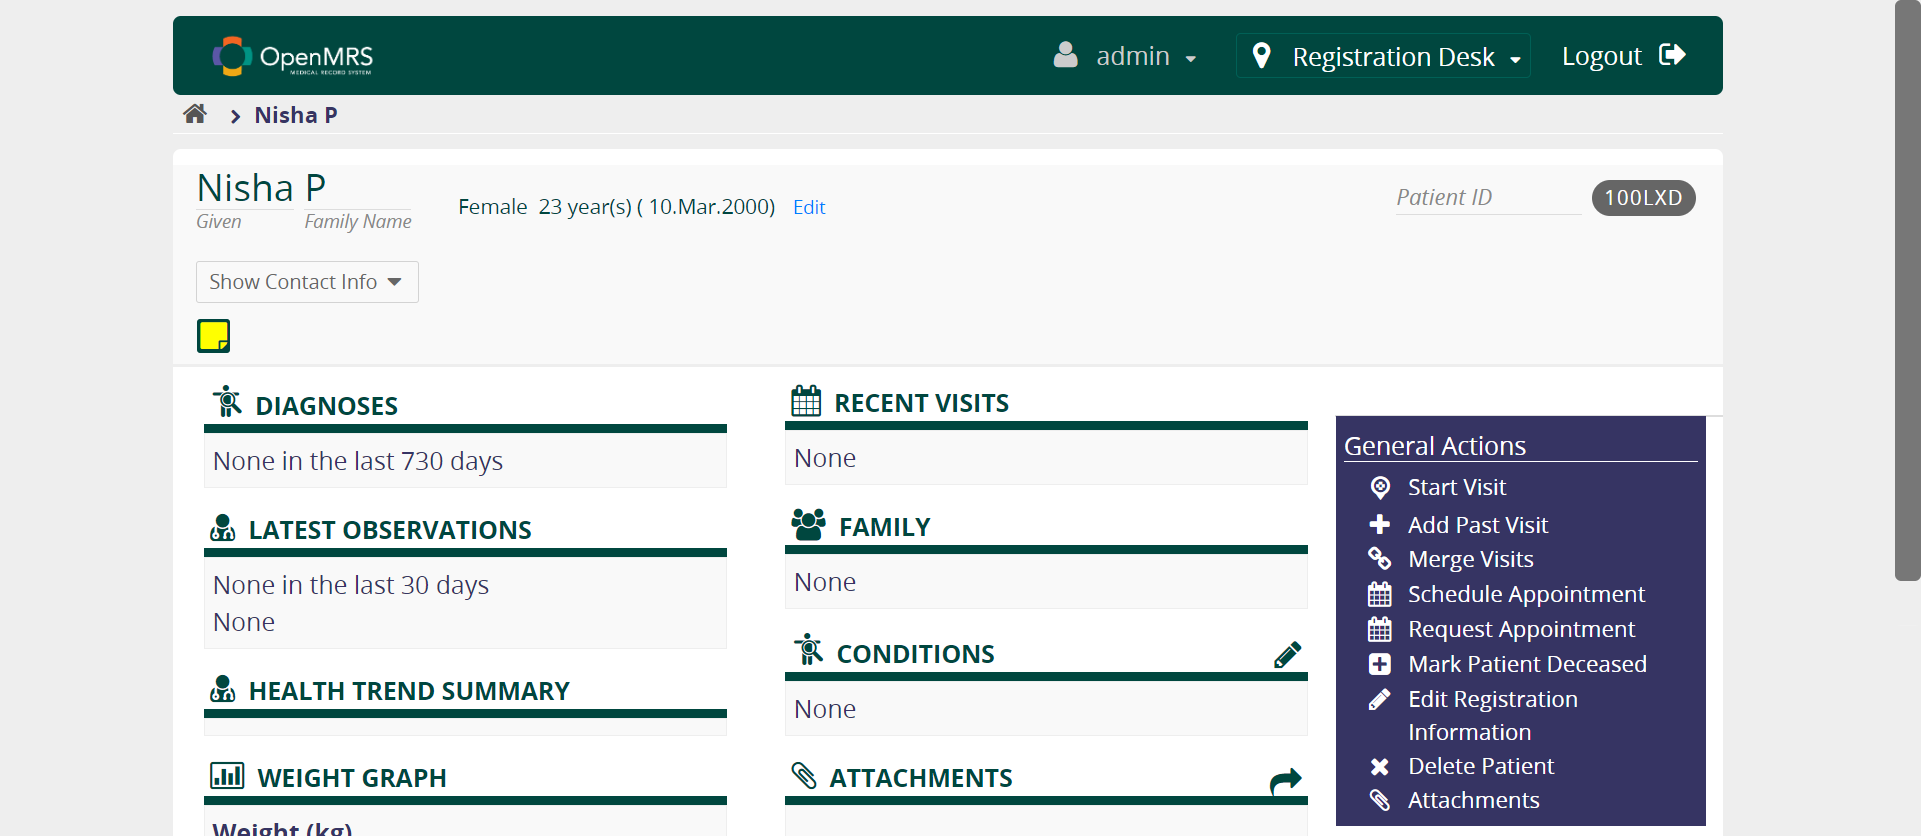 OpenMRS
MEDICAL RECORD SYSTEM
admin
Registration Desk
Logout
Nisha P
Nisha P
Given
Family Name
Female 23 year(s) ( 10.Mar.2000)
Edit
Patient ID
100LXD
Show Contact Info
DIAGNOSES
None in the last 730 days
LATEST OBSERVATIONS
None in the last 30 days
None
HEALTH TREND SUMMARY
WEIGHT GRAPH
Weight (kg)
RECENT VISITS
None
FAMILY
None
CONDITIONS
None
ATTACHMENTS
General Actions
Start Visit
Add Past Visit
Merge Visits
Schedule Appointment
Request Appointment
Mark Patient Deceased
Edit Registration
Information
Delete Patient
Attachments